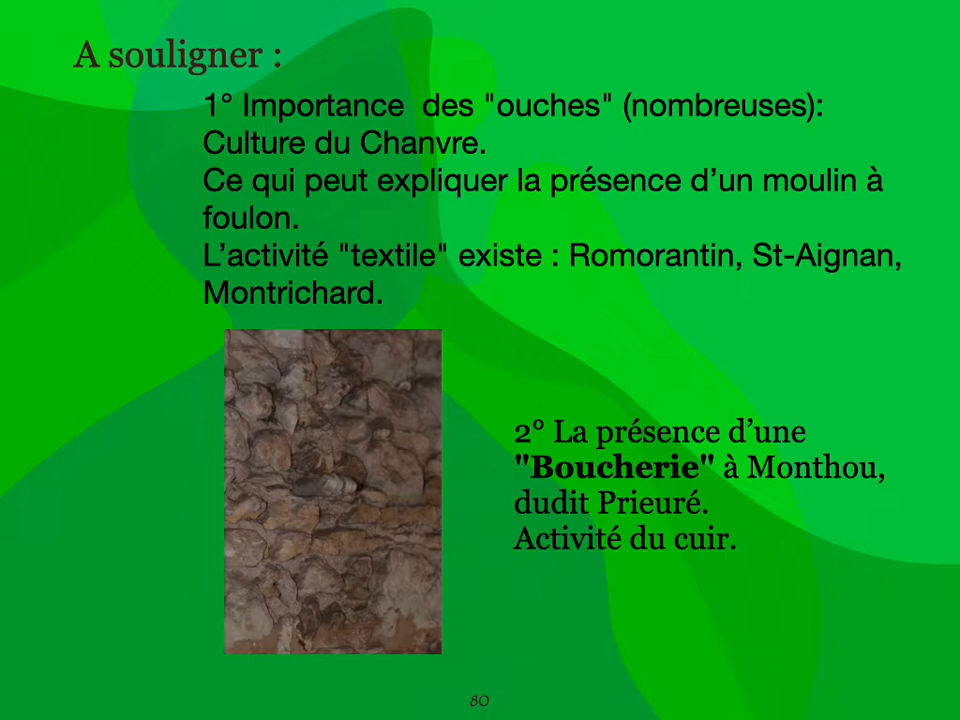 A souligner :
1° Importance  des "ouches" (nombreuses):
Culture du Chanvre.
Ce qui peut expliquer la présence d’un moulin à
foulon.
L’activité "textile" existe : Romorantin, St-Aignan,
Montrichard.
2° La présence d’une
"Boucherie" à Monthou,
dudit Prieuré.
Activité du cuir.
80